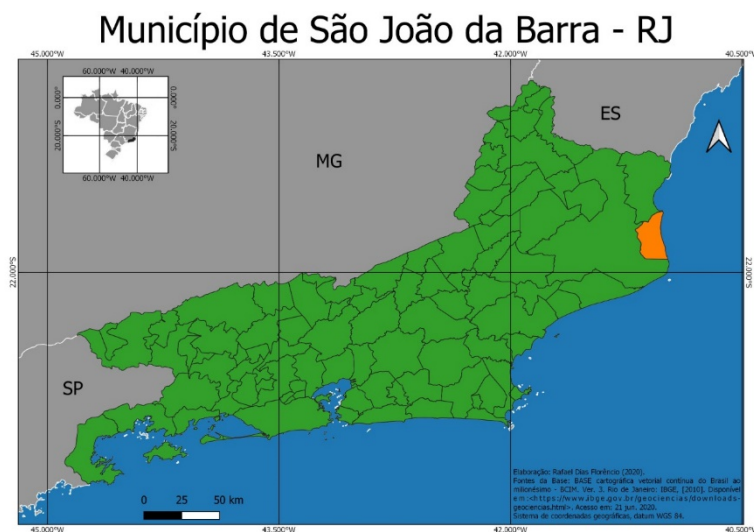 Município de São João da Barra - RJ
45.000°W 43.500°W 42.000°W 40.500°W
60.000°W 40.000°W
0.000° 0.000°
20.000°S 20.000°S
60.000°W 40.000°W
ES
MG
22.000°S 22.000°S
SP
Elaboração: Rafael Dias Florêncio (2020).
Fontes da Base: BASE cartográfica vetorial contínua do Brasil ao
milionésimo - BCIM. Ver. 3. Rio de Janeiro: IBGE, [2010]. Disponível
em:<https://www.ibge.gov.br/geociencias/downloads-
geociencias.html>. Acesso em: 21 jun. 2020.
Sistema de coordenadas geográficas, datum WGS 84.
0 25 50 km
45.000°W 43.500°W 42.000°W 40.500°W